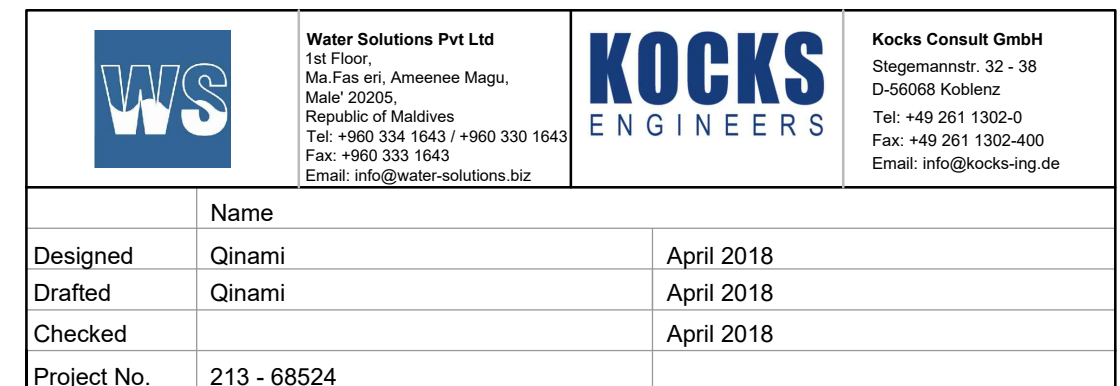 WS
Water Solutions Pvt Ltd
1st Floor,
Ma.Fas eri, Ameenee Magu,
Male' 20205,
Republic of Maldives
Tel: +960 334 1643 / +960 330 1643
Fax: +960 333 1643
Email: info@water-solutions.biz
KOCKS
ENGINEERS
Kocks Consult GmbH
Stegemannstr. 32 - 38
D-56068 Koblenz
Tel: +49 261 1302-0
Fax: +49 261 1302-400
Email: info@kocks-ing.de
Name
Designed Qinami April 2018
Drafted Qinami April 2018
Checked April 2018
Project No. 213 - 68524